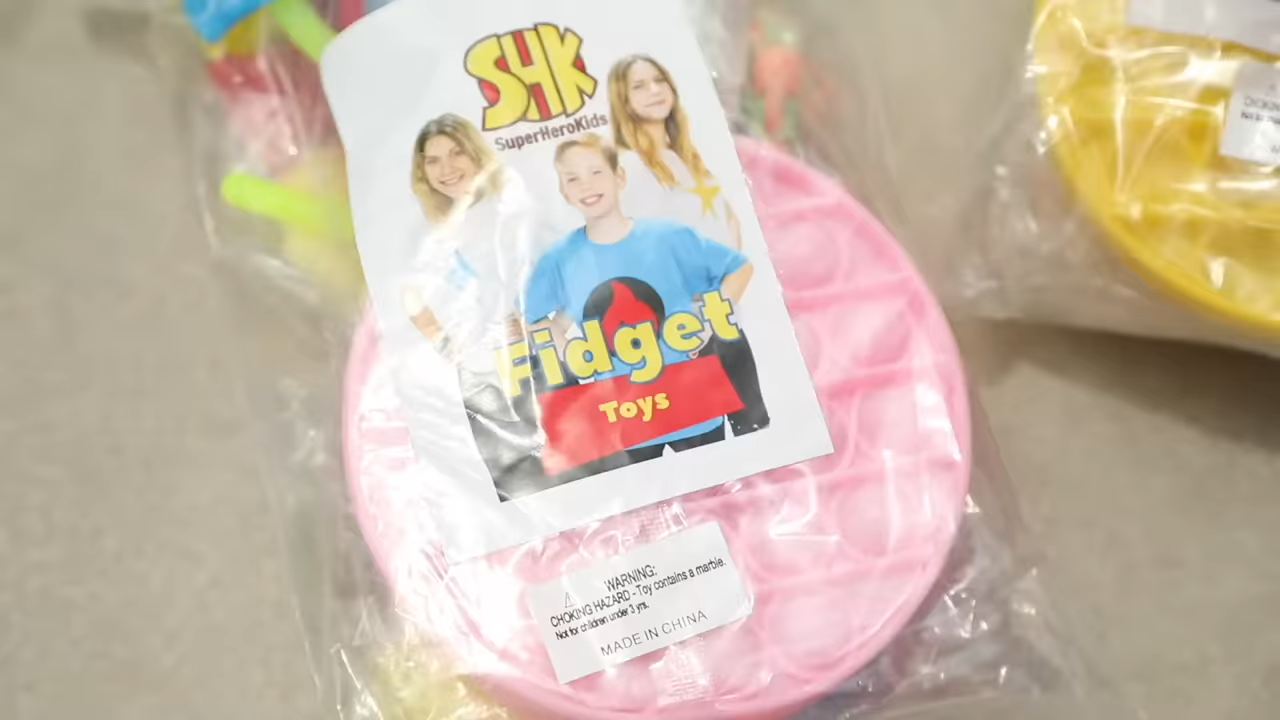 SHK
SuperHeroKids
Fidget
Toys
WARNING:
CHOKING HAZARD - Toy contains a marble.
Not for children under 3 yrs.
MADE IN CHINA